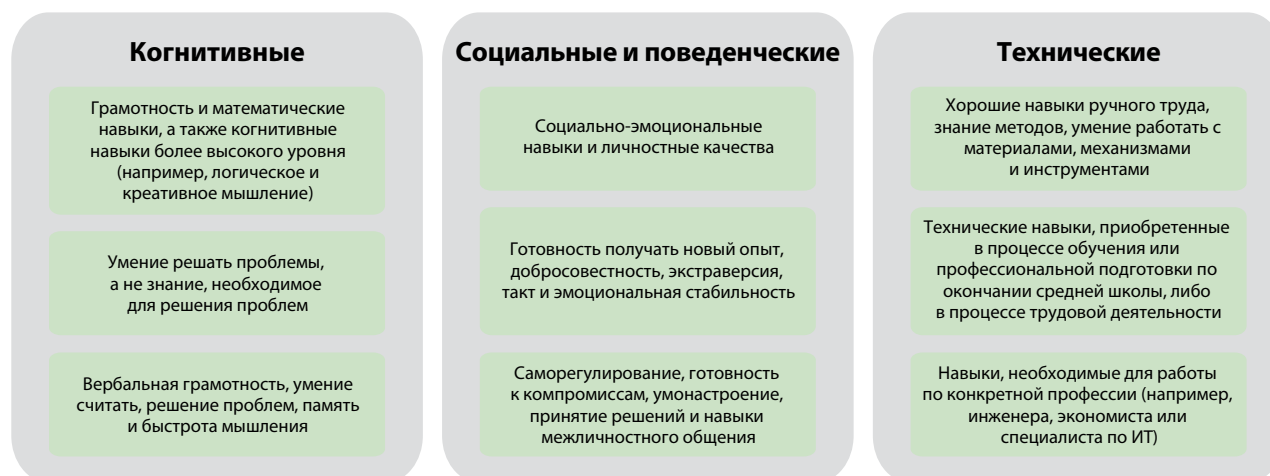 Когнитивные
Грамотность и математические
навыки, а также когнитивные
навыки более высокого уровня
(например, логическое и
креативное мышление)
Умение решать проблемы,
а не знание, необходимое
для решения проблем
Вербальная грамотность, умение
считать, решение проблем, память
и быстрота мышления
Социальные и поведенческие
Социально-эмоциональные
навыки и личностные качества
Готовность получать новый опыт,
добросовестность, экстраверсия,
такт и эмоциональная стабильность
Саморегулирование, готовность
к компромиссам, умонастроение,
принятие решений и навыки
межличностного общения
Технические
Хорошие навыки ручного труда,
знание методов, умение работать с
материалами, механизмами
и инструментами
Технические навыки, приобретенные
в процессе обучения или
профессиональной подготовки по
окончании средней школы, либо
в процессе трудовой деятельности
Навыки, необходимые для работы
по конкретной профессии (например,
инженера, экономиста или
специалиста по ИТ)